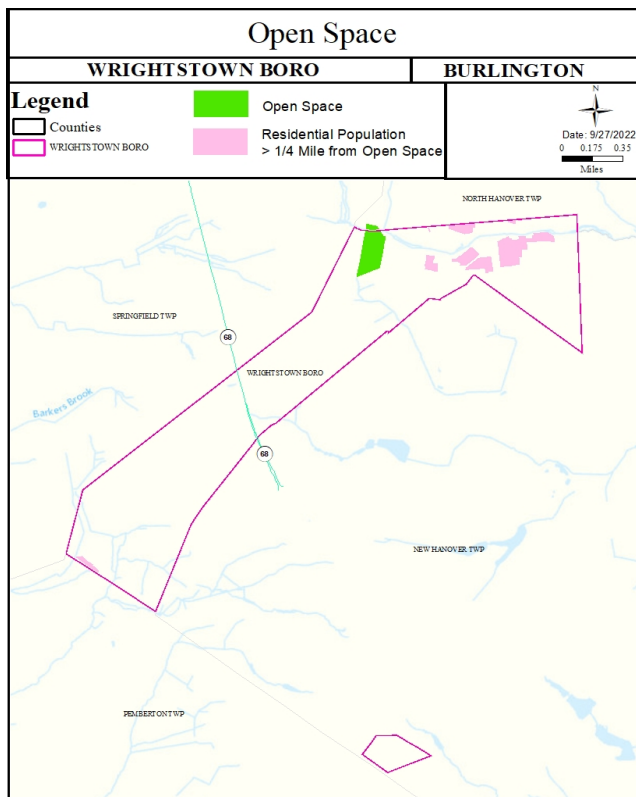 Open Space
WRIGHTSTOWN BORO
BURLINGTON
Legend
Counties
WRIGHTSTOWN BORO
Open Space
Residential Population
> 1/4 Mile from Open Space
N
Date: 9/27/2022
0 0.175 0.35
Miles
NORTH HANOVER TWP
SPRINGFIELD TWP
68
WRIGHTSTOWN BORO
Barkers Brook
68
NEW HANOVER TWP
PEMBERTON TWP